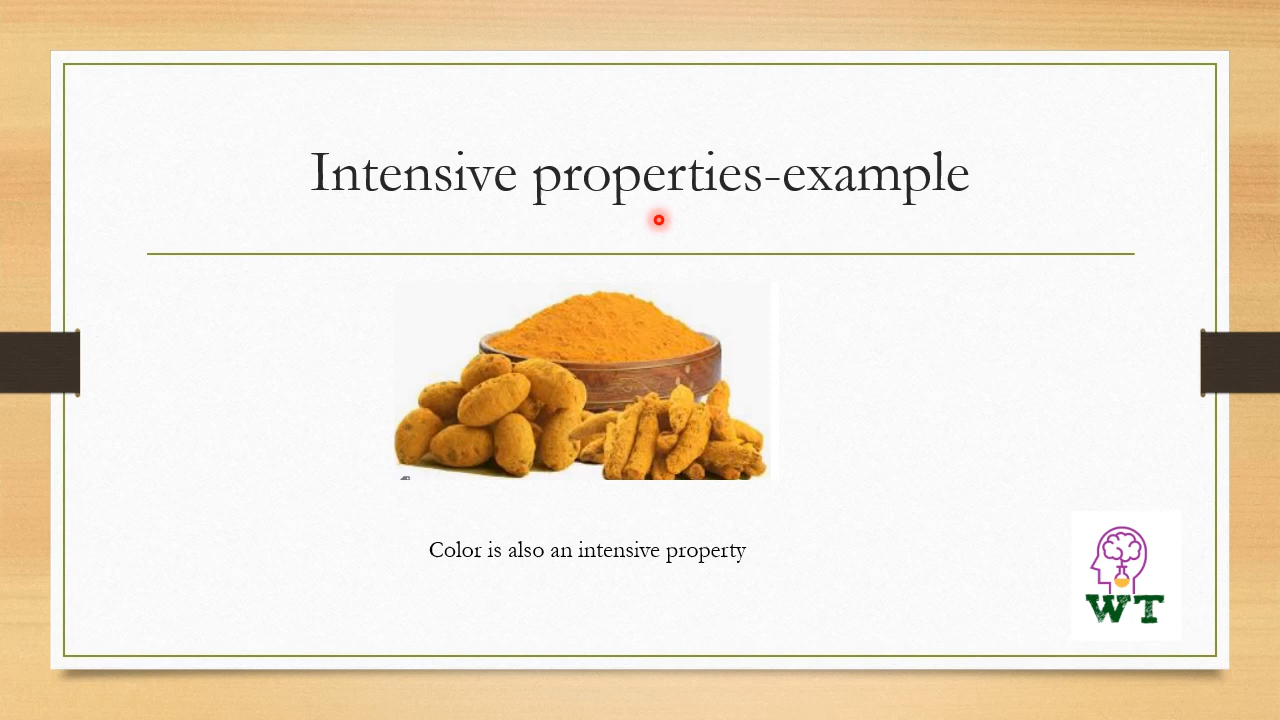 Intensive properties-example
Color is also an intensive property
WT